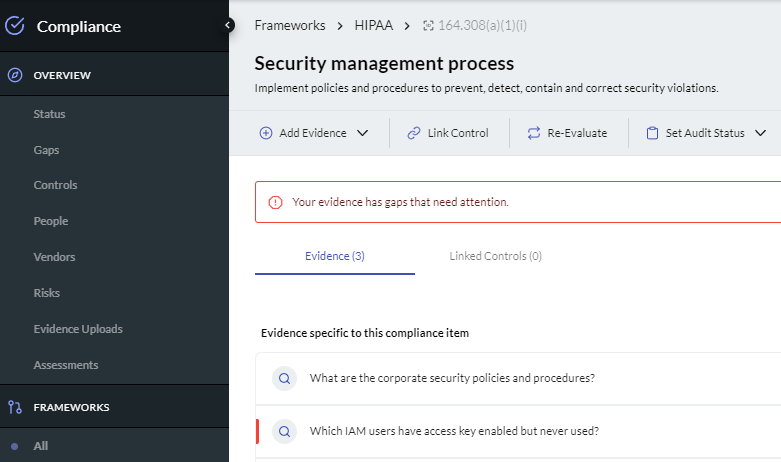 Compliance
OVERVIEW
Status
Gaps
Controls
People
Vendors
Risks
Evidence Uploads
Assessments
FRAMEWORKS
All
Frameworks > HIPAA > 164.308(a)(1)(i)
Security management process
Implement policies and procedures to prevent, detect, contain and correct security violations.
Add Evidence Link Control Re-Evaluate Set Audit Status
Your evidence has gaps that need attention.
Evidence (3) Linked Controls (0)
Evidence specific to this compliance item
What are the corporate security policies and procedures?
Which IAM users have access key enabled but never used?